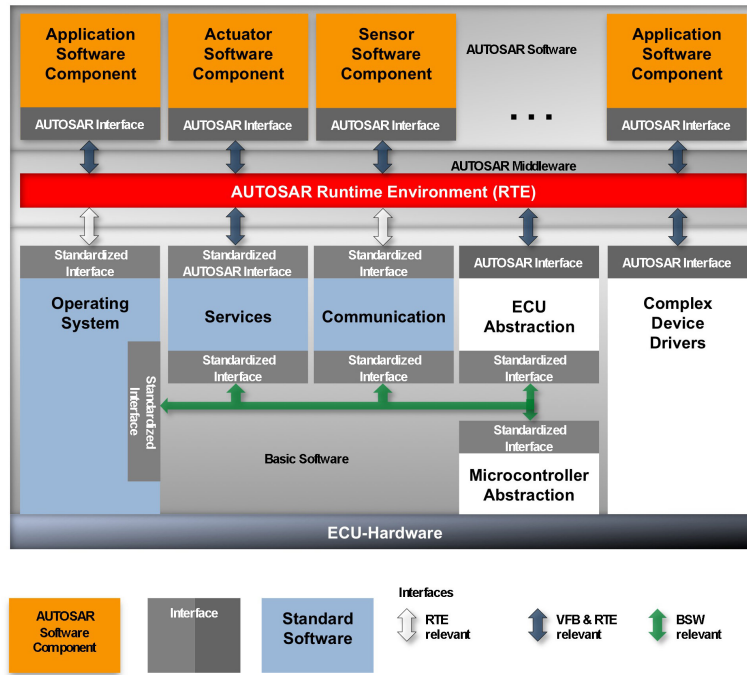 Application
Software
Component
Actuator
Software
Component
Sensor
Software
Component
AUTOSAR Software
Application
Software
Component
...
AUTOSAR Interface
AUTOSAR Interface
AUTOSAR Interface
AUTOSAR Interface
AUTOSAR Middleware
AUTOSAR Runtime Environment (RTE)
Standardized
Interface
Standardized
AUTOSAR Interface
Standardized
Interface
AUTOSAR Interface
AUTOSAR Interface
Operating
System
Services
Communication
ECU
Abstraction
Complex
Device
Drivers
Standardized
Interface
Standardized
Interface
Standardized
Interface
Standardized
Interface
Standardized
Interface
Basic Software
Microcontroller
Abstraction
ECU-Hardware
AUTOSAR
Software
Component
Interface
Standard
Software
Interfaces
RTE
relevant
VFB & RTE
relevant
BSW
relevant